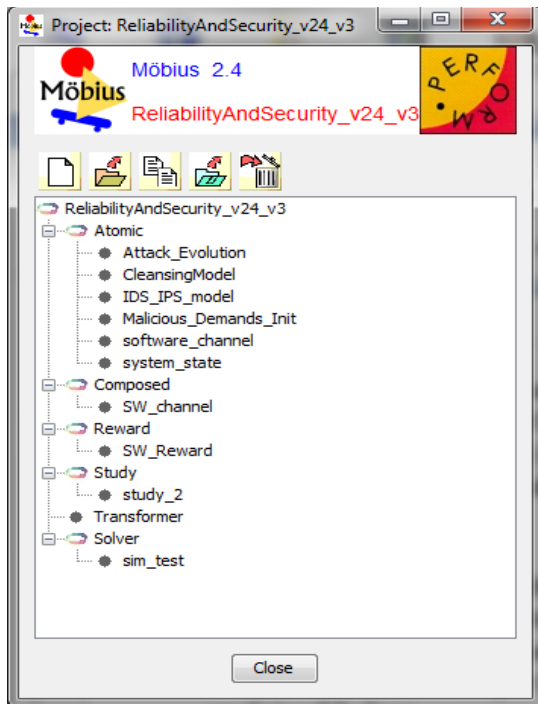 Project: ReliabilityAndSecurity_v24_v3
Möbius
Möbius 2.4
ReliabilityAndSecurity_v24_v3
PERFORM
ReliabilityAndSecurity_v24_v3
Atomic
Attack_Evolution
CleansingModel
IDS_IPS_model
Malicious_Demands_Init
software_channel
system_state
Composed
SW_channel
Reward
SW_Reward
Study
study_2
Transformer
Solver
sim_test
Close